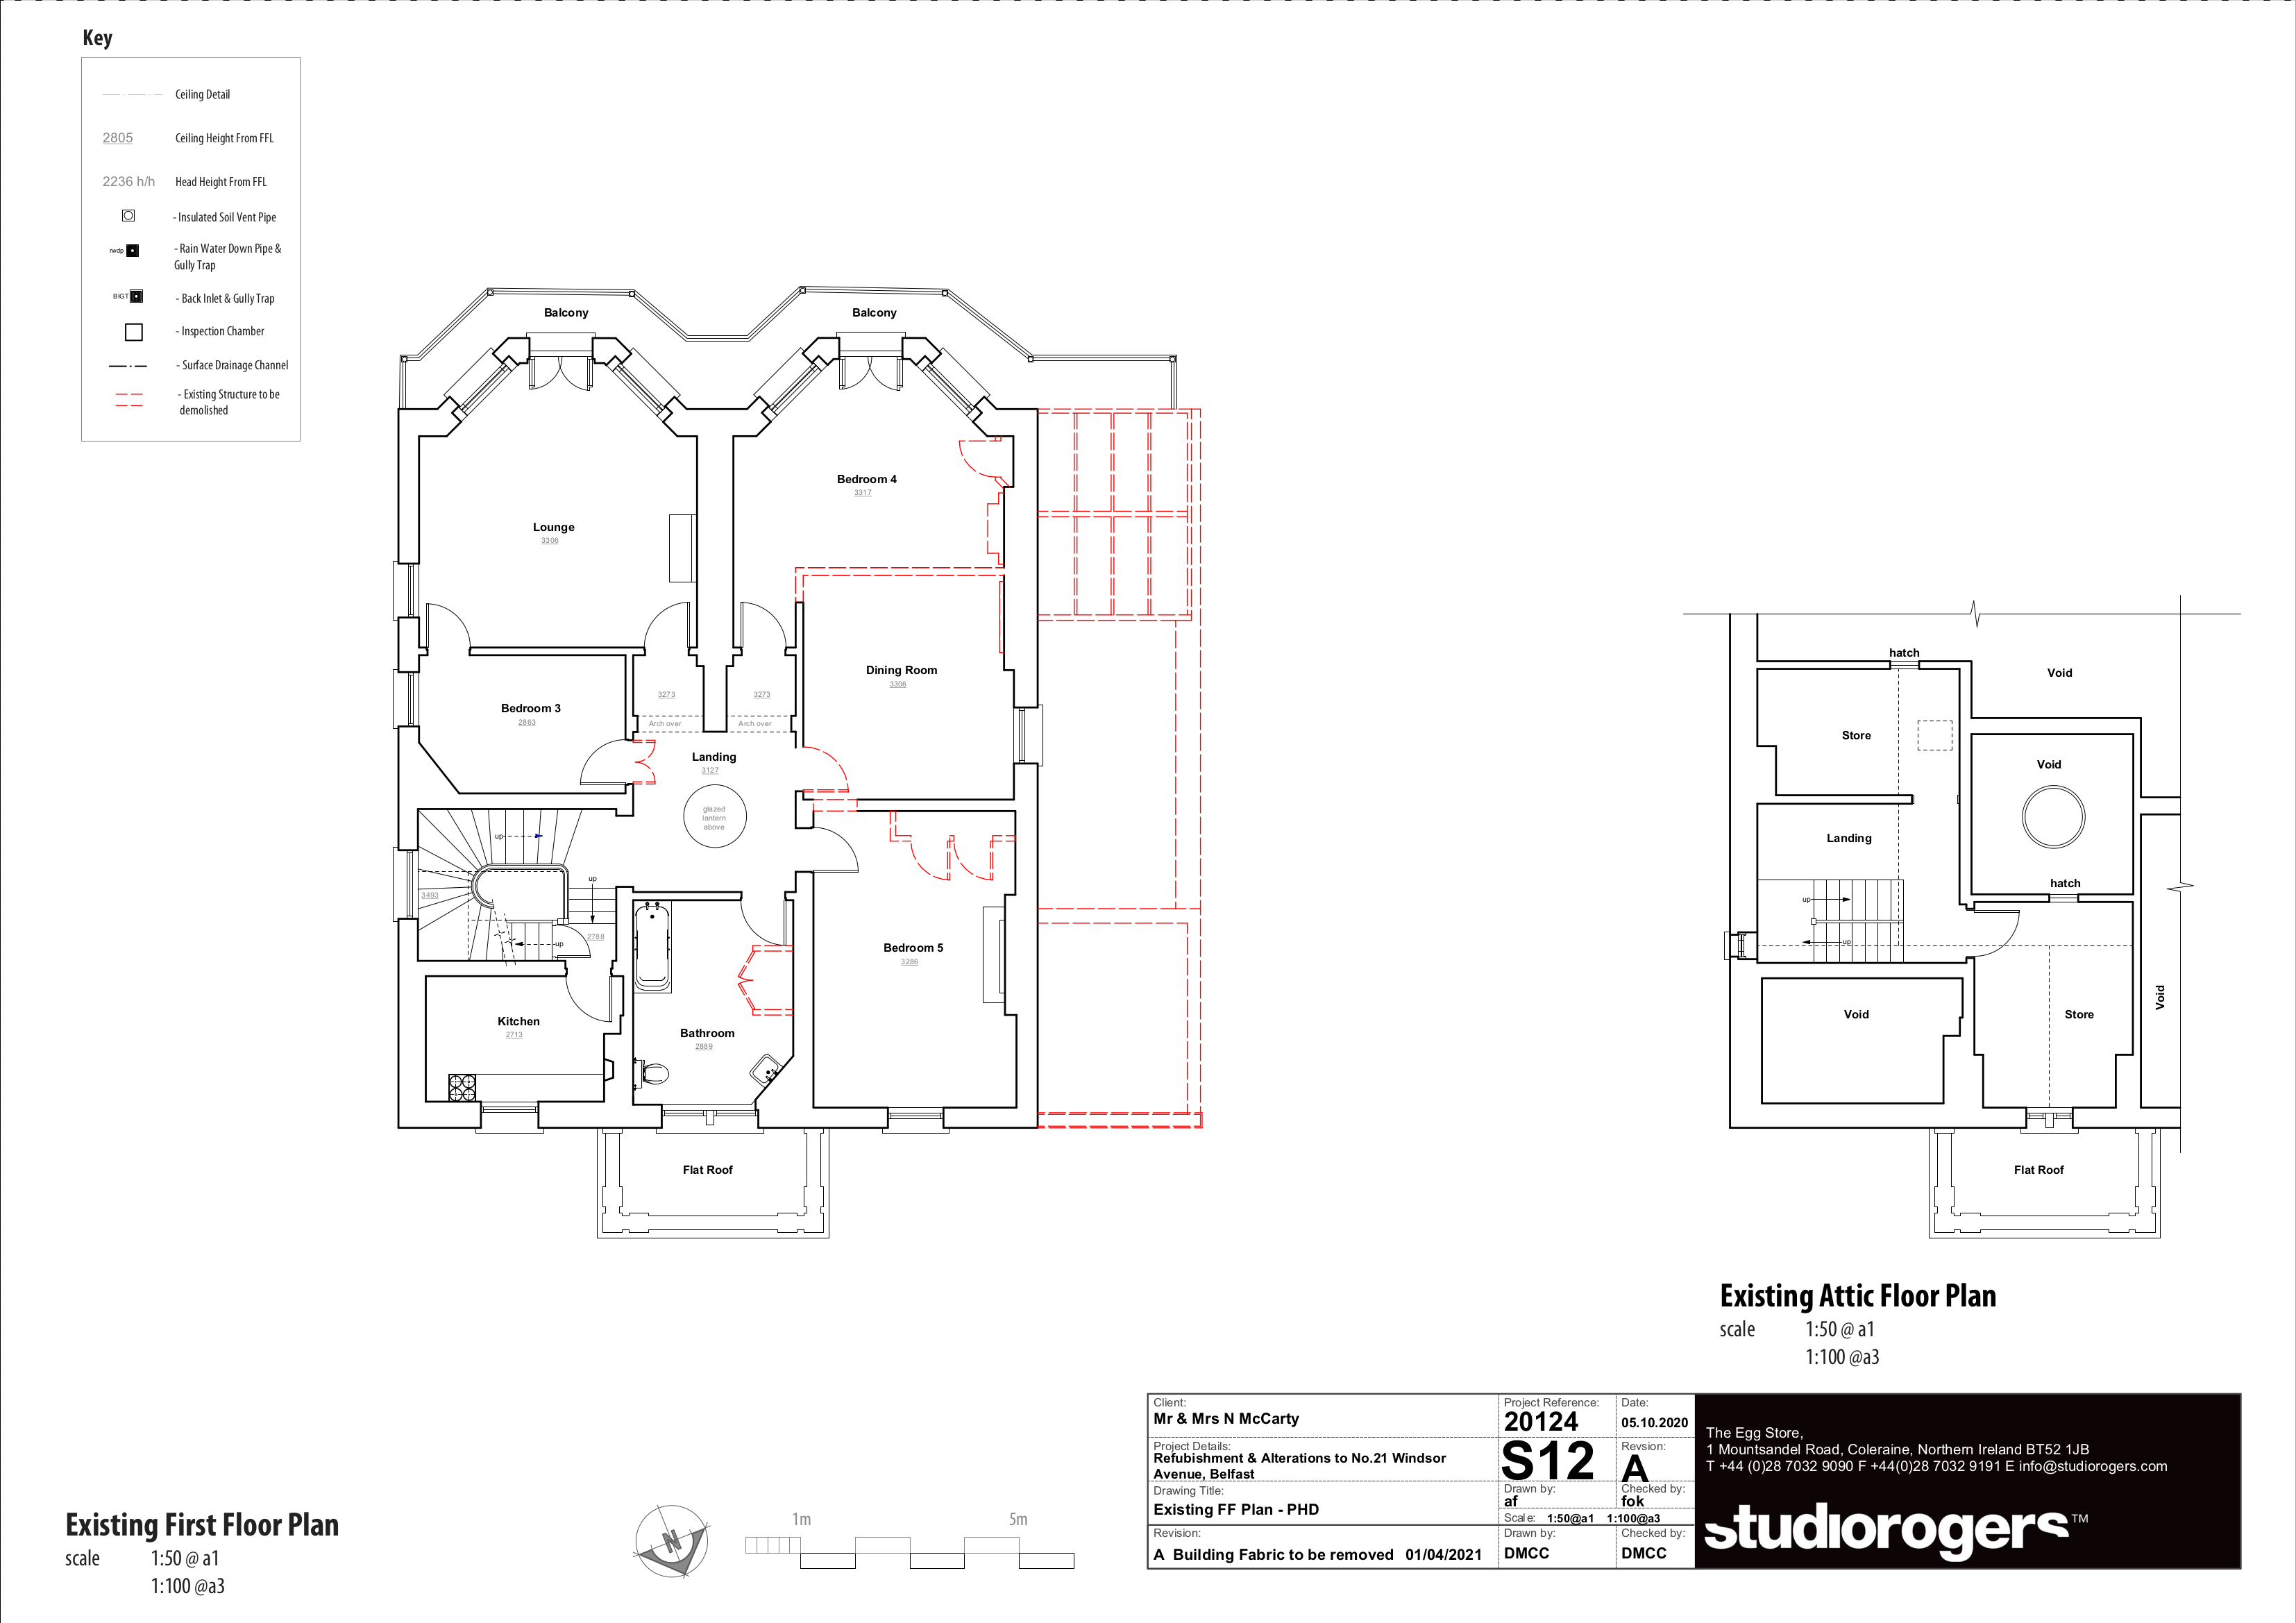 Key
Ceiling Detail
2805 Ceiling Height From FFL
2236 h/h Head Height From FFL
- Insulated Soil Vent Pipe
rwdp - Rain Water Down Pipe &
Gully Trap
BIGT - Back Inlet & Gully Trap
- Inspection Chamber
- Surface Drainage Channel
- Existing Structure to be
demolished
Balcony
Balcony
Bedroom 4
3317
Lounge
3306
Dining Room
3306
Bedroom 3
2863
3273
3273
Arch over
Arch over
Landing
3127
glazed
lantern
above
up
up
3493
2788
up
Bedroom 5
3286
Kitchen
2713
Bathroom
2889
Flat Roof
hatch
Void
Store
Void
Landing
hatch
up
up
Void
Store
Void
Flat Roof
Existing Attic Floor Plan
scale 1:50 @ a1
1:100 @a3
Existing First Floor Plan
scale 1:50 @ a1
1:100 @a3
N
1m 5m
Client:
Mr & Mrs N McCarty
Project Details:
Refubishment & Alterations to No.21 Windsor
Avenue, Belfast
Drawing Title:
Existing FF Plan - PHD
Revision:
A Building Fabric to be removed 01/04/2021
Project Reference:
20124
Date:
05.10.2020
S12
Revsion:
A
Drawn by:
af
Checked by:
fok
Scale: 1:50@a1 1:100@a3
Drawn by:
DMCC
Checked by:
DMCC
The Egg Store,
1 Mountsandel Road, Coleraine, Northern Ireland BT52 1JB
T +44 (0)28 7032 9090 F +44(0)28 7032 9191 E info@studiorogers.com
studiorogers™